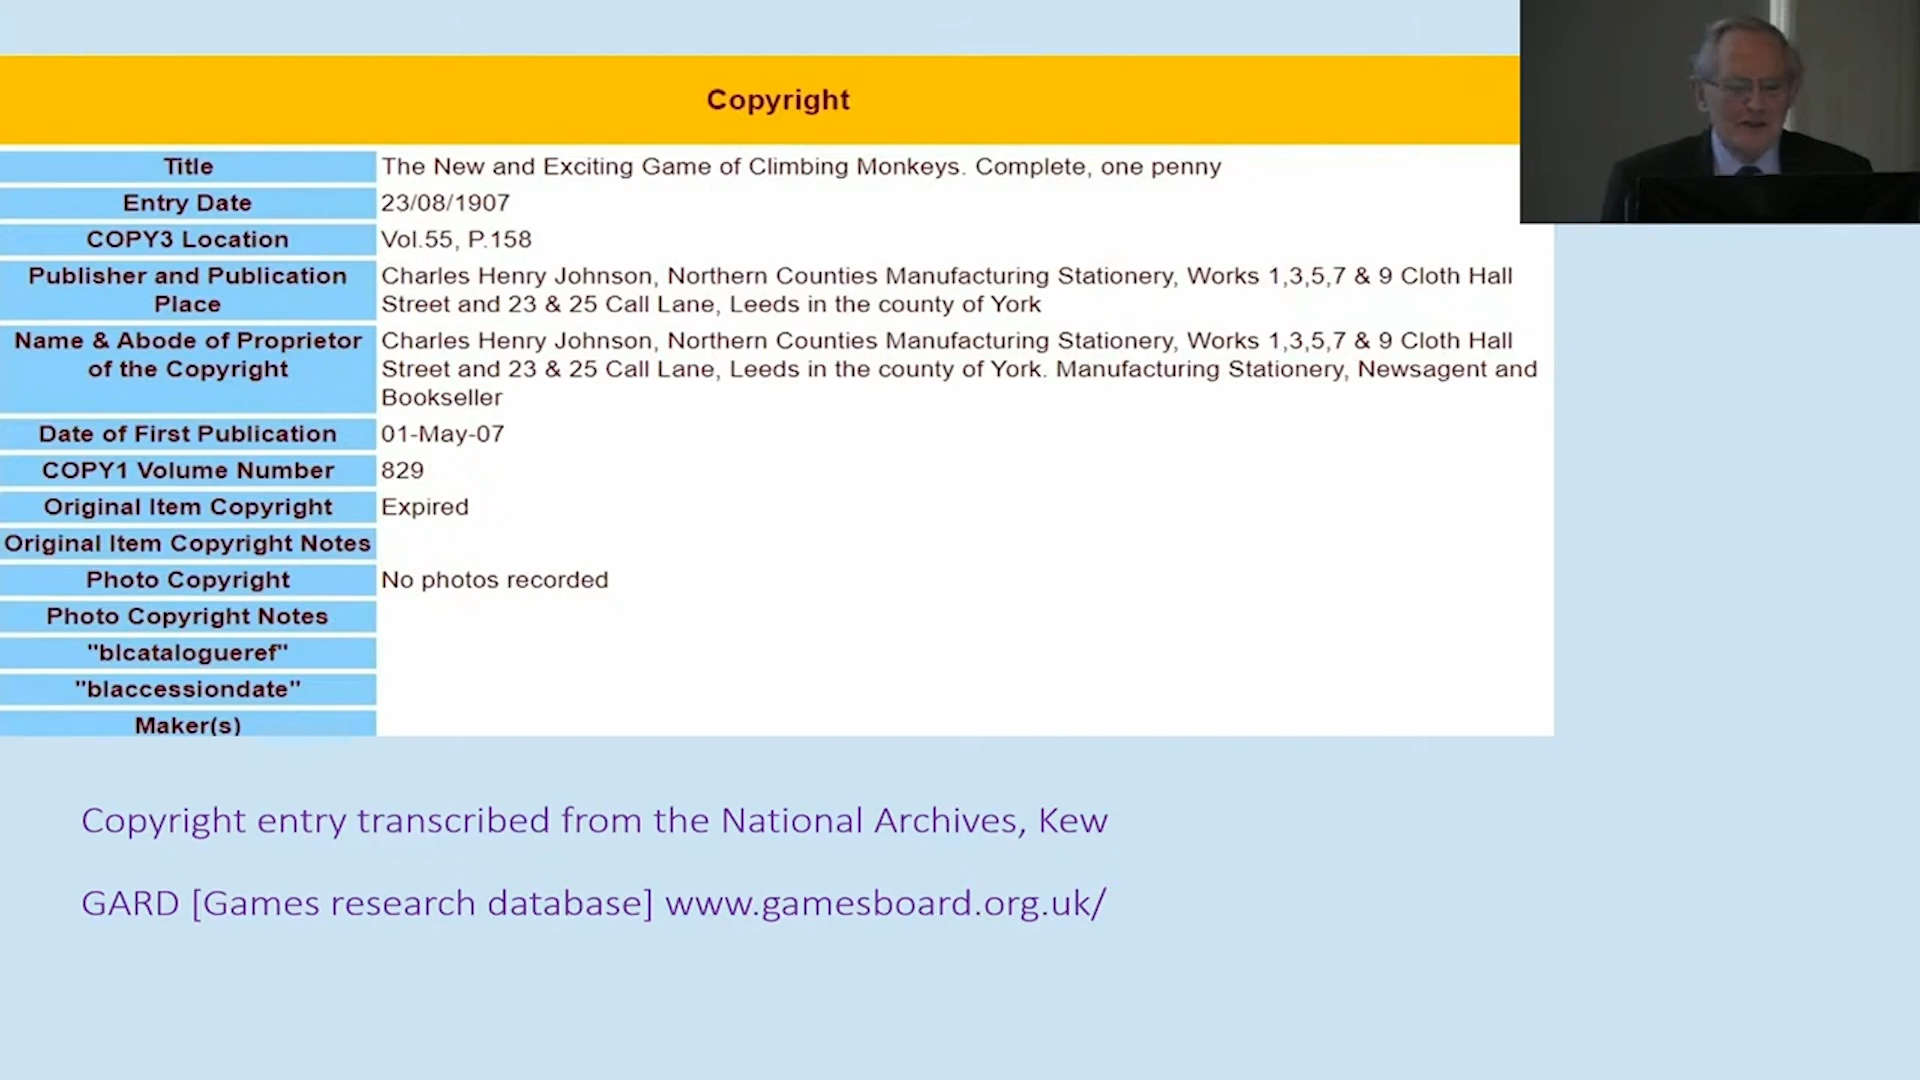 Copyright
Title
The New and Exciting Game of Climbing Monkeys. Complete, one penny
Entry Date
23/08/1907
COPY3 Location
Vol.55, P.158
Publisher and Publication
Place
Charles Henry Johnson, Northern Counties Manufacturing Stationery, Works 1,3,5,7 & 9 Cloth Hall
Street and 23 & 25 Call Lane, Leeds in the county of York
Name & Abode of Proprietor
of the Copyright
Charles Henry Johnson, Northern Counties Manufacturing Stationery, Works 1,3,5,7 & 9 Cloth Hall
Street and 23 & 25 Call Lane, Leeds in the county of York. Manufacturing Stationery, Newsagent and
Bookseller
Date of First Publication
01-May-07
COPY1 Volume Number
829
Original Item Copyright
Expired
Original Item Copyright Notes
Photo Copyright
No photos recorded
Photo Copyright Notes
"blcatalogueref"
"blaccessiondate"
Maker(s)
Copyright entry transcribed from the National Archives, Kew
GARD [Games research database] www.gamesboard.org.uk/